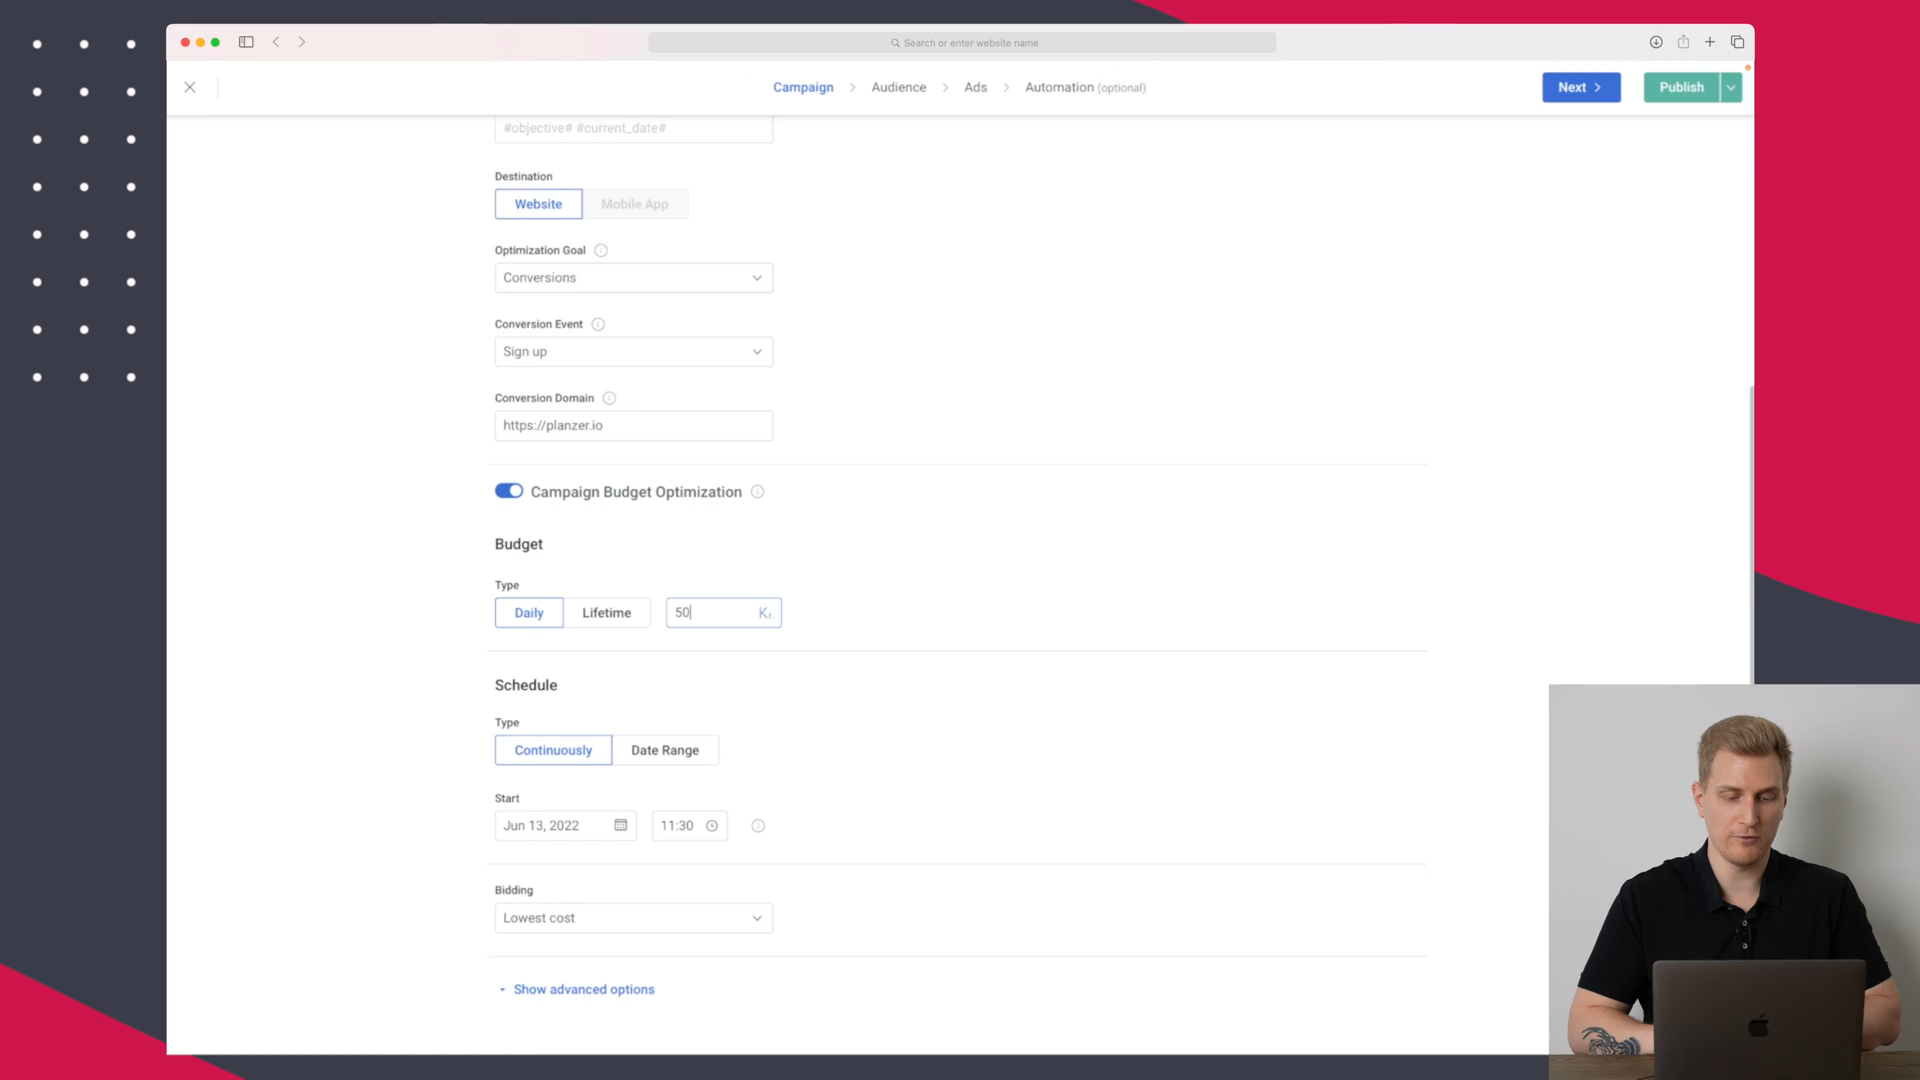 Search or enter website name
Campaign > Audience > Ads > Automation (optional)
Next >
Publish
#objective# #current_date#
Destination
Website
Mobile App
Optimization Goal
Conversions
Conversion Event
Sign up
Conversion Domain
https://planzer.io
Campaign Budget Optimization
Budget
Type
Daily
Lifetime
50
Kr.
Schedule
Type
Continuously
Date Range
Start
Jun 13, 2022
11:30
Bidding
Lowest cost
Show advanced options